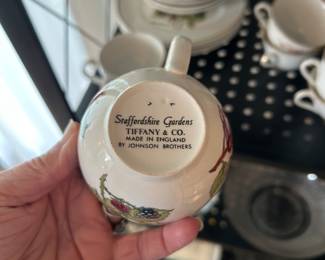 Staffordshire Gardens
TIFFANY & CO.
MADE IN ENGLAND
BY JOHNSON BROTHERS